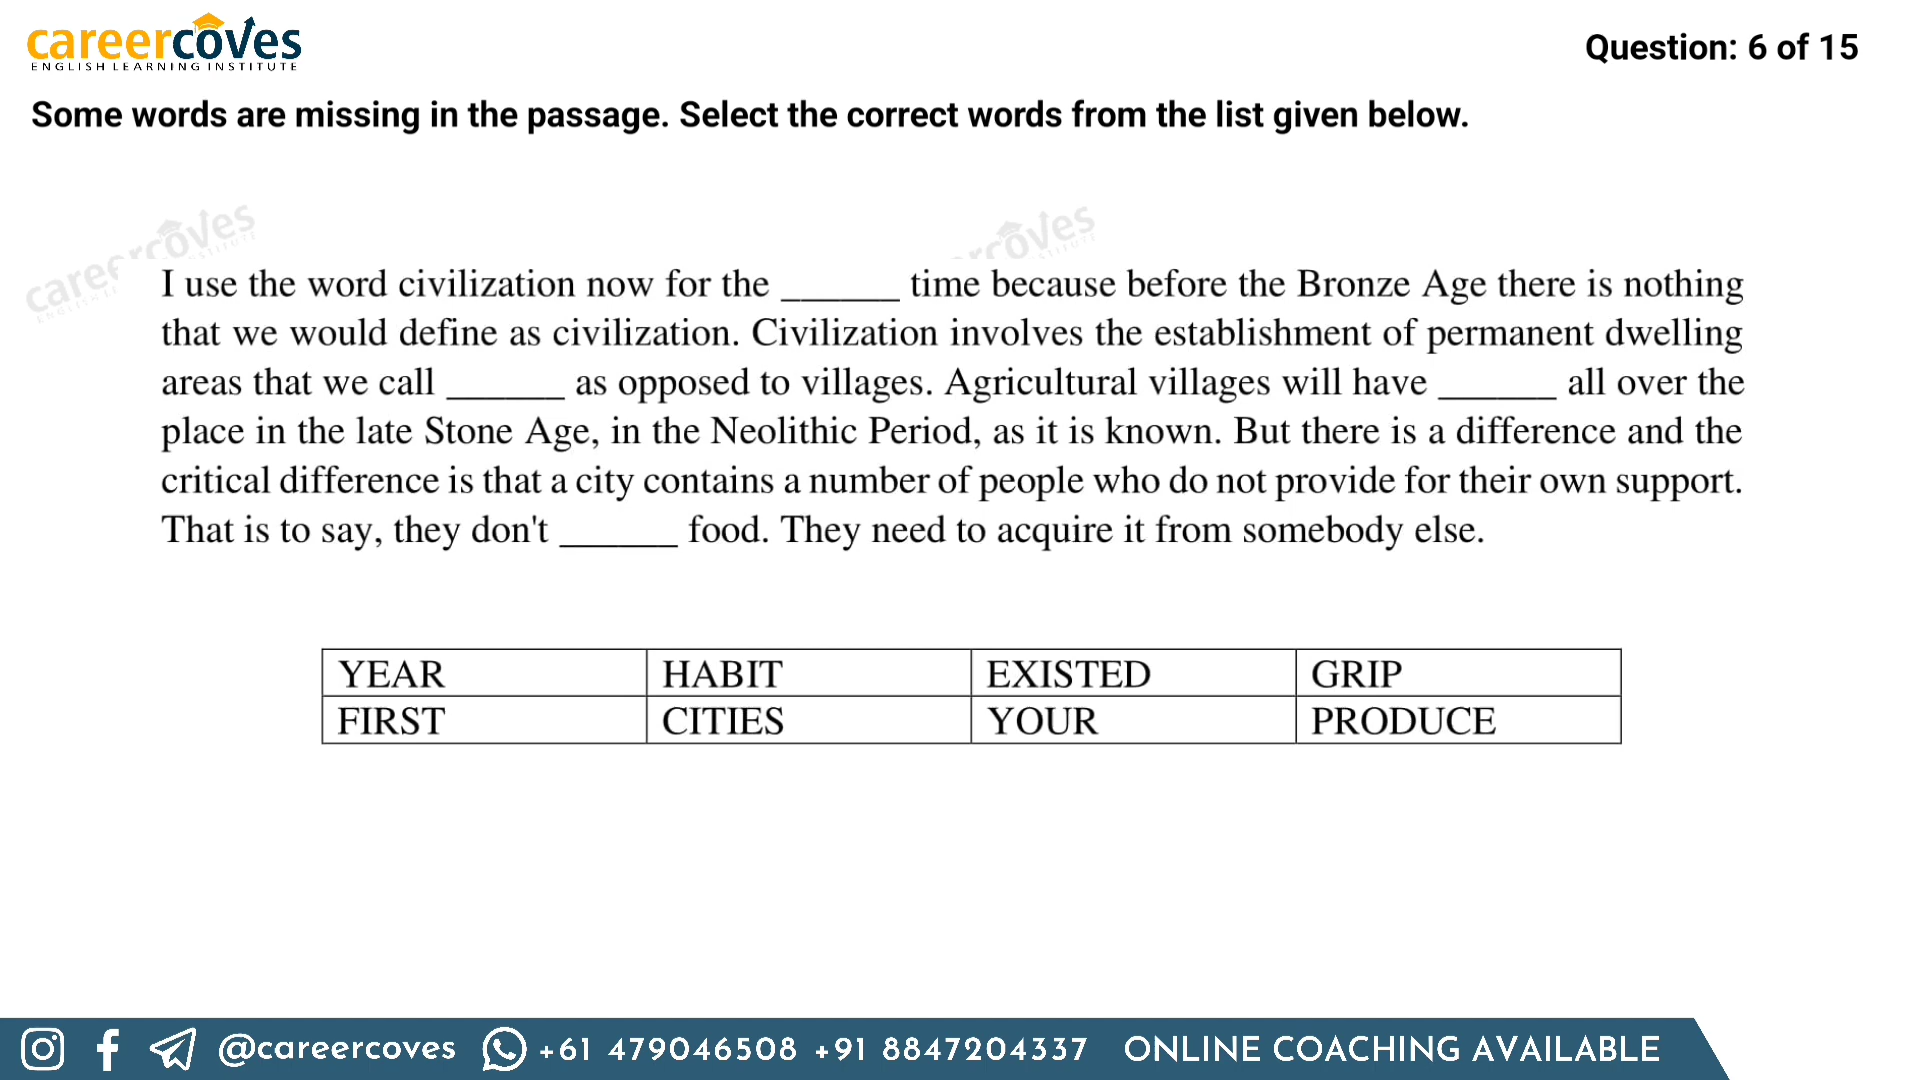 careercoves
ENGLISH LEARNING INSTITUTE
Question: 6 of 15
Some words are missing in the passage. Select the correct words from the list given below.
I use the word civilization now for the ______ time because before the Bronze Age there is nothing
that we would define as civilization. Civilization involves the establishment of permanent dwelling
areas that we call ______ as opposed to villages. Agricultural villages will have ______ all over the
place in the late Stone Age, in the Neolithic Period, as it is known. But there is a difference and the
critical difference is that a city contains a number of people who do not provide for their own support.
That is to say, they don't ______ food. They need to acquire it from somebody else.
YEAR HABIT EXISTED GRIP
FIRST CITIES YOUR PRODUCE
@careercoves +61 479046508 +91 8847204337 ONLINE COACHING AVAILABLE